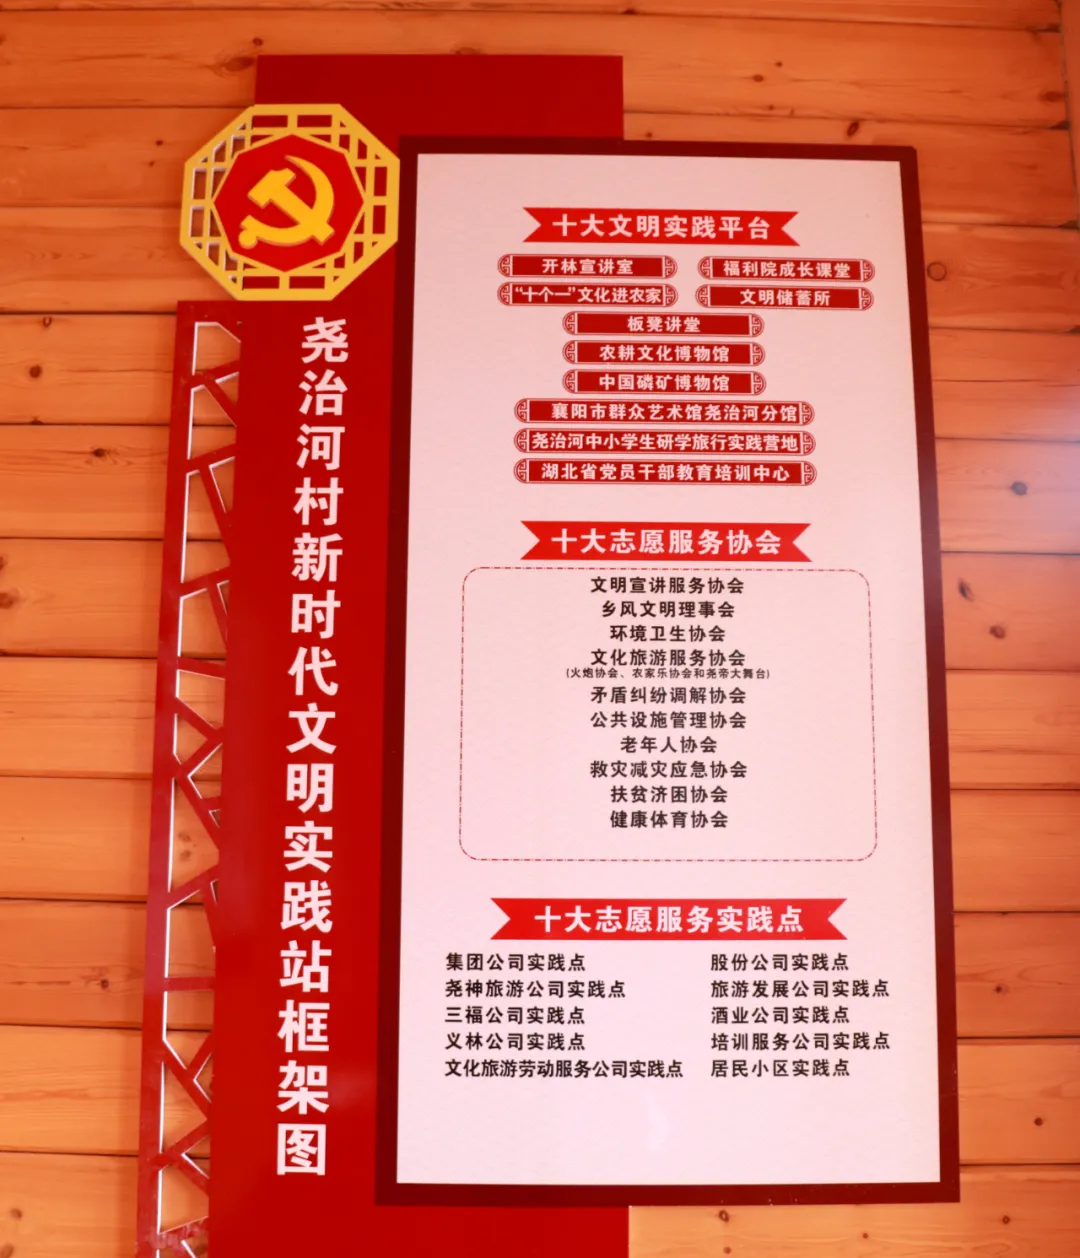 尧治河村新时代文明实践站框架图
十大文明实践平台
开林宣讲室
福利院成长课堂
“十个一”文化进农家
文明储蓄所
板凳讲堂
农耕文化博物馆
中国磷矿博物馆
襄阳市群众艺术馆尧治河分馆
尧治河中小学生研学旅行实践营地
湖北省党员干部教育培训中心
十大志愿服务协会
文明宣讲服务协会
乡风文明理事会
环境卫生协会
文化旅游服务协会
(火炮协会、农家乐协会和尧帝大舞台)
矛盾纠纷调解协会
公共设施管理协会
老年人协会
救灾减灾应急协会
扶贫济困协会
健康体育协会
十大志愿服务实践点
集团公司实践点
股份公司实践点
尧神旅游公司实践点
旅游发展公司实践点
三福公司实践点
酒业公司实践点
义林公司实践点
培训服务公司实践点
文化旅游劳动服务公司实践点
居民小区实践点